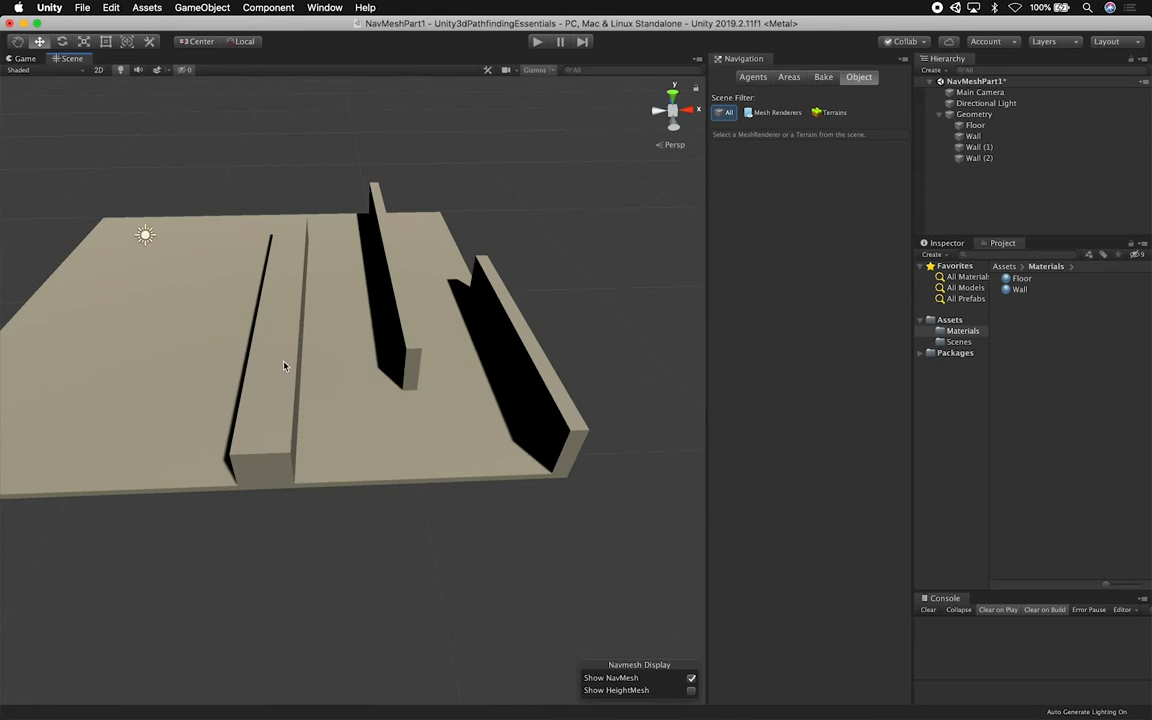 Unity File Edit Assets GameObject Component Window Help 100%
NavMeshPart1 - Unity3dPathfindingEssentials - PC, Mac & Linux Standalone - Unity 2019.2.11f1 <Metal>
Center Local Collab Account Layers Layout
Game Scene
Shaded 2D 0 Gizmos All
y
x
Persp
Navigation
Agents Areas Bake Object
Scene Filter:
All Mesh Renderers Terrains
Select a MeshRenderer or a Terrain from the scene.
Hierarchy
Create All
NavMeshPart1*
Main Camera
Directional Light
Geometry
Floor
Wall
Wall (1)
Wall (2)
Inspector Project
Create 9
Favorites
All Materials
All Models
All Prefabs
Assets
Materials
Scenes
Packages
Assets > Materials >
Floor
Wall
Console
Clear Collapse Clear on Play Clear on Build Error Pause Editor
Navmesh Display
Show NavMesh
Show HeightMesh
Auto Generate Lighting On